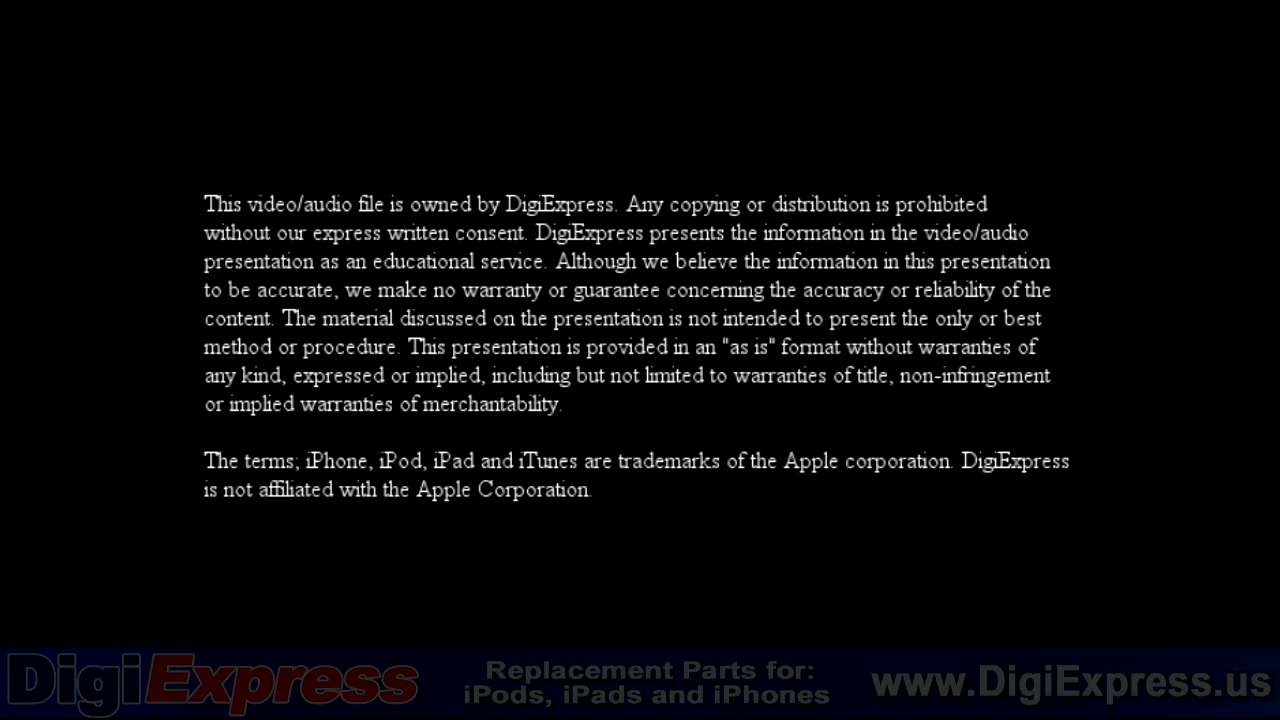 This video/audio file is owned by DigiExpress. Any copying or distribution is prohibited
without our express written consent. DigiExpress presents the information in the video/audio
presentation as an educational service. Although we believe the information in this presentation
to be accurate, we make no warranty or guarantee concerning the accuracy or reliability of the
content. The material discussed on the presentation is not intended to present the only or best
method or procedure. This presentation is provided in an "as is" format without warranties of
any kind, expressed or implied, including but not limited to warranties of title, non-infringement
or implied warranties of merchantability.
The terms; iPhone, iPod, iPad and iTunes are trademarks of the Apple corporation. DigiExpress
is not affiliated with the Apple Corporation.
DigiExpress
Replacement Parts for:
iPods, iPads and iPhones
www.DigiExpress.us